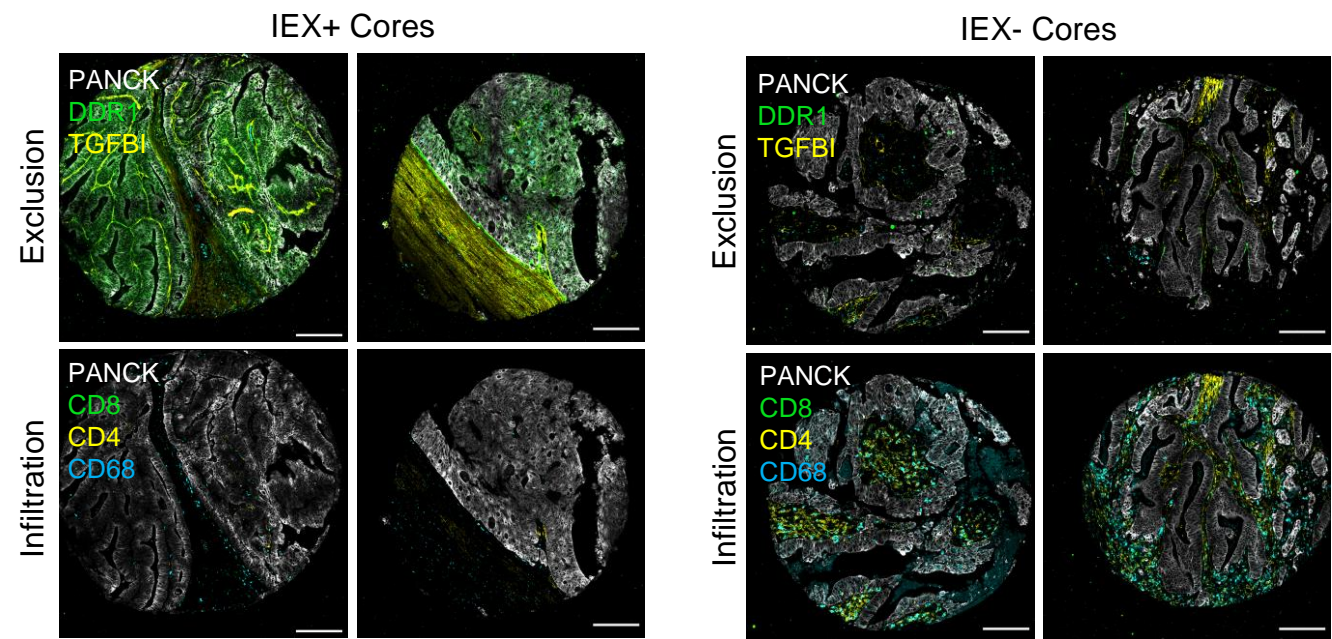 IEX+ Cores
IEX- Cores
Exclusion
PANCK
DDR1
TGFBI
Exclusion
PANCK
DDR1
TGFBI
Infiltration
PANCK
CD8
CD4
CD68
Infiltration
PANCK
CD8
CD4
CD68